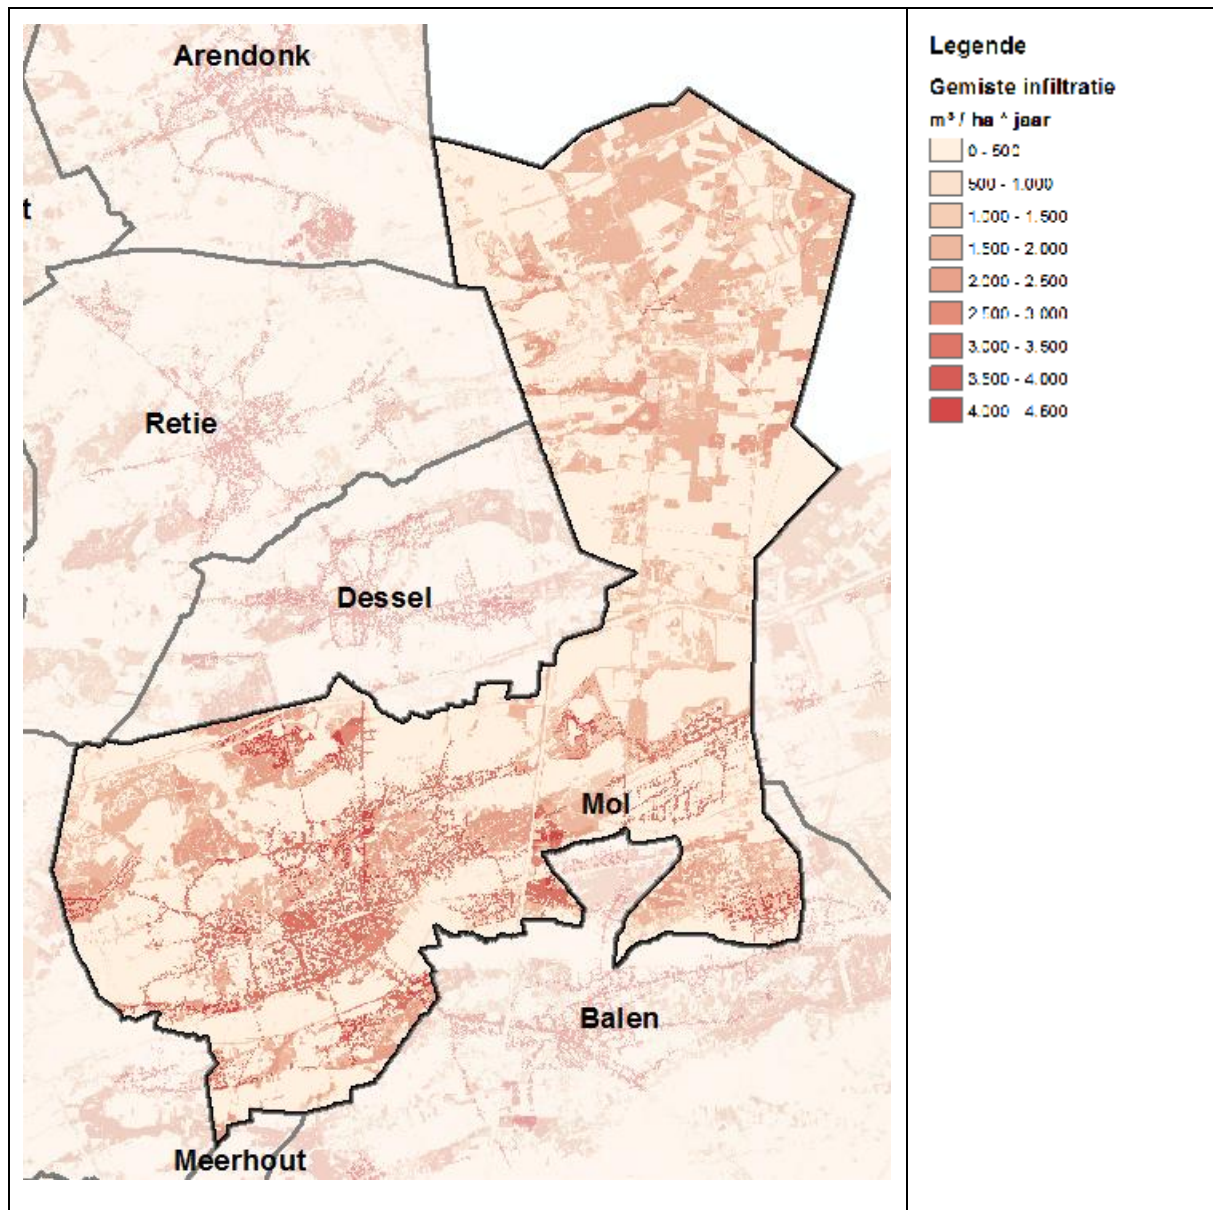 Arendonk
t
Retie
Dessel
Mol
Balen
Meerhout
Legende
Gemiste infiltratie
m³ / ha * jaar
0 - 500
500 - 1.000
1.000 - 1.500
1.500 - 2.000
2.000 - 2.500
2.500 - 3.000
3.000 - 3.500
3.500 - 4.000
4.000 - 4.500